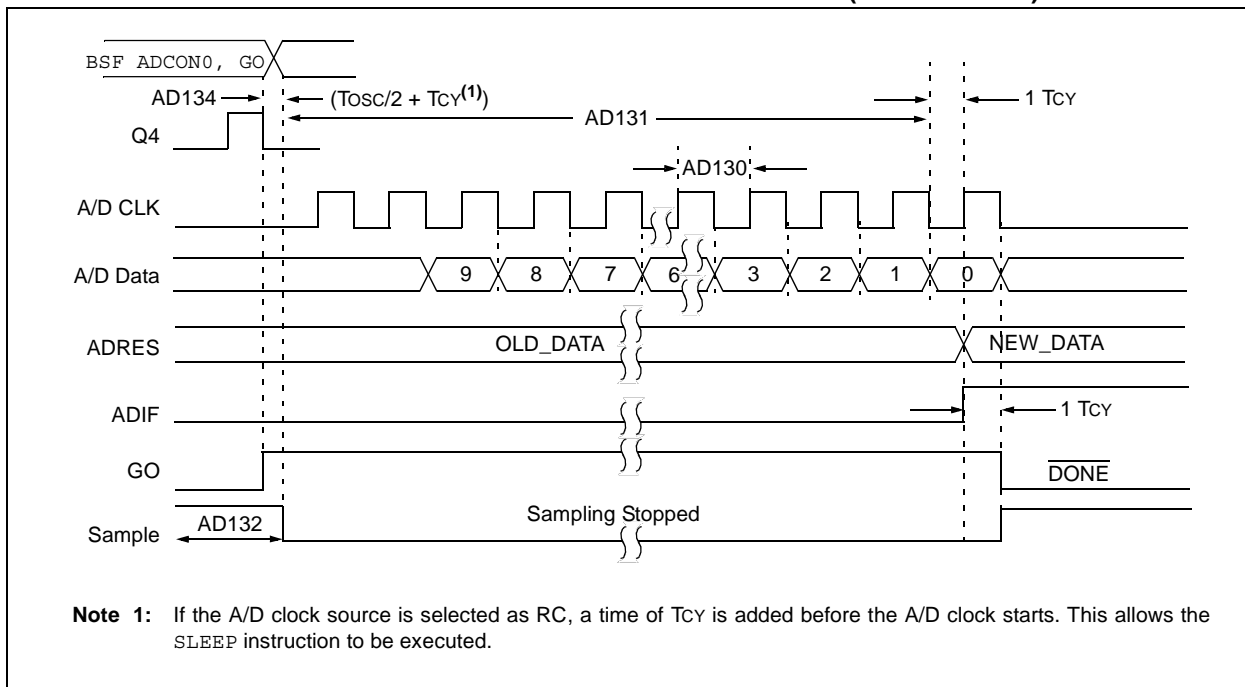 BSF ADCON0, GO
AD134
(TOSC/2 + TCY(1))
1 TCY
AD131
Q4
AD130
A/D CLK
A/D Data
9
8
7
6
3
2
1
0
ADRES
OLD_DATA
NEW_DATA
ADIF
1 TCY
GO
DONE
AD132
Sampling Stopped
Sample
Note 1: If the A/D clock source is selected as RC, a time of TCY is added before the A/D clock starts. This allows the
SLEEP instruction to be executed.